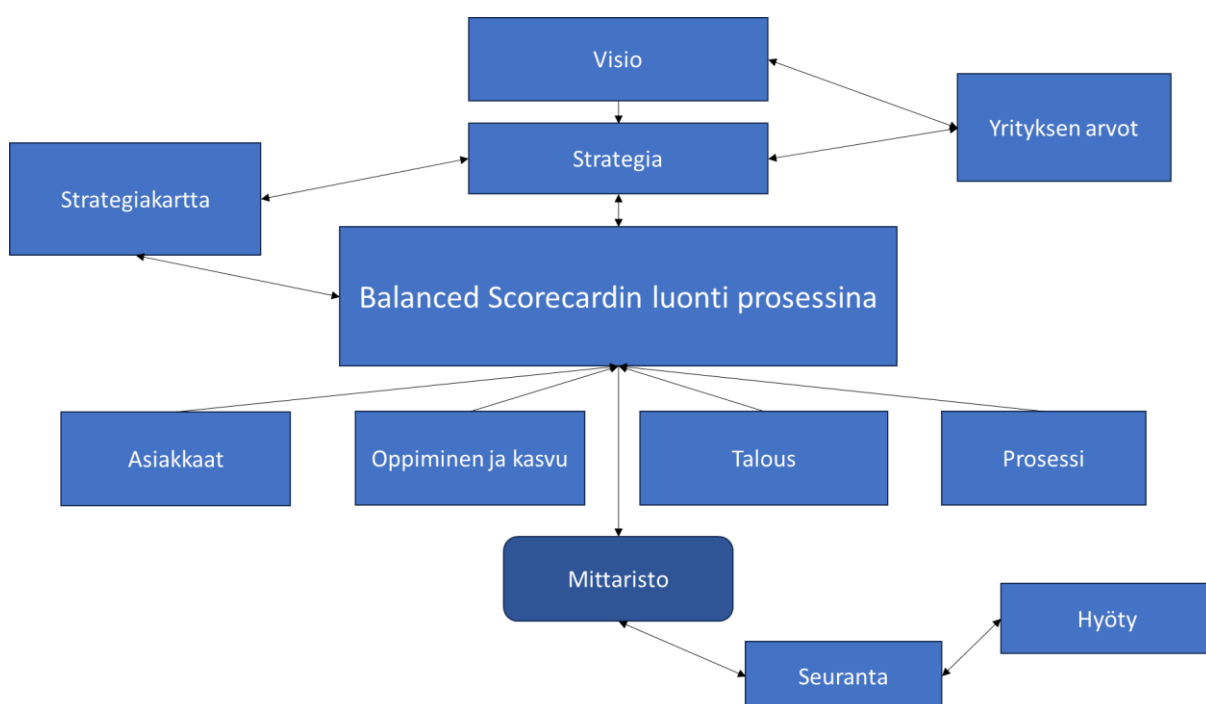 Visio
Yrityksen arvot
Strategia
Strategiakartta
Balanced Scorecardin luonti prosessina
Asiakkaat
Oppiminen ja kasvu
Talous
Prosessi
Mittaristo
Hyöty
Seuranta